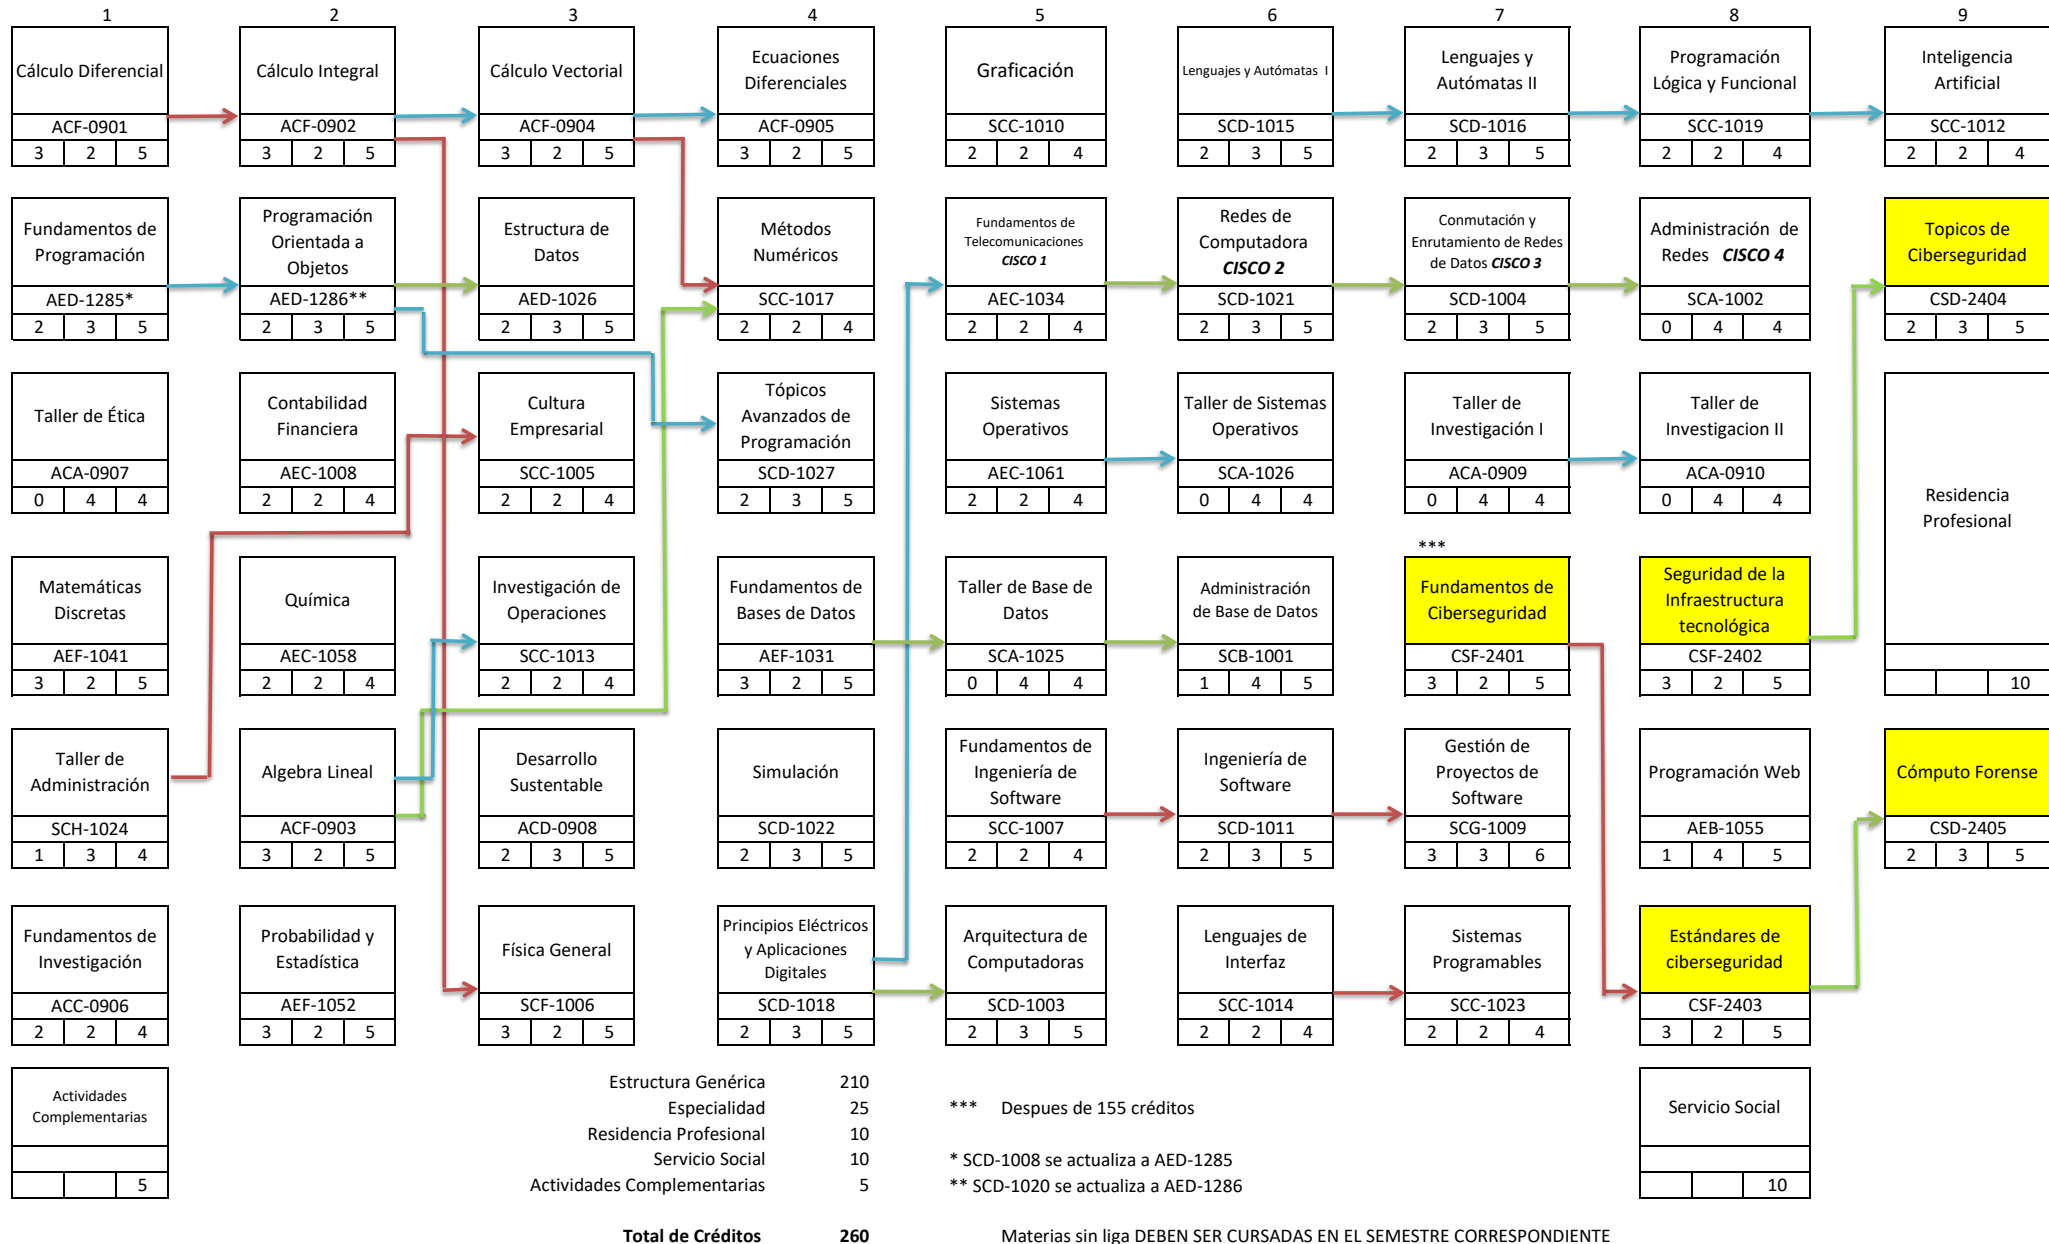 1 2 3 4 5 6 7 8 9
Cálculo Diferencial
ACF-0901
3 2 5
Cálculo Integral
ACF-0902
3 2 5
Cálculo Vectorial
ACF-0904
3 2 5
Ecuaciones
Diferenciales
ACF-0905
3 2 5
Graficación
SCC-1010
2 2 4
Lenguajes y Autómatas I
SCD-1015
2 3 5
Lenguajes y
Autómatas II
SCD-1016
2 3 5
Programación
Lógica y Funcional
SCC-1019
2 2 4
Inteligencia
Artificial
SCC-1012
2 2 4
Fundamentos de
Programación
AED-1285*
2 3 5
Programación
Orientada a
Objetos
AED-1286**
2 3 5
Estructura de
Datos
AED-1026
2 3 5
Métodos
Numéricos
SCC-1017
2 2 4
Fundamentos de
Telecomunicaciones
CISCO 1
AEC-1034
2 2 4
Redes de
Computadora
CISCO 2
SCD-1021
2 3 5
Conmutación y
Enrutamiento de Redes
de Datos CISCO 3
SCD-1004
2 3 5
Administración de
Redes CISCO 4
SCA-1002
0 4 4
Topicos de
Ciberseguridad
CSD-2404
2 3 5
Taller de Ética
ACA-0907
0 4 4
Contabilidad
Financiera
AEC-1008
2 2 4
Cultura
Empresarial
SCC-1005
2 2 4
Tópicos
Avanzados de
Programación
SCD-1027
2 3 5
Sistemas
Operativos
AEC-1061
2 2 4
Taller de Sistemas
Operativos
SCA-1026
0 4 4
Taller de
Investigación I
ACA-0909
0 4 4
Taller de
Investigacion II
ACA-0910
0 4 4
Residencia
Profesional
10
Matemáticas
Discretas
AEF-1041
3 2 5
Química
AEC-1058
2 2 4
Investigación de
Operaciones
SCC-1013
2 2 4
Fundamentos de
Bases de Datos
AEF-1031
3 2 5
Taller de Base de
Datos
SCA-1025
0 4 4
Administración
de Base de Datos
SCB-1001
1 4 5
***
Fundamentos de
Ciberseguridad
CSF-2401
3 2 5
Seguridad de la
Infraestructura
tecnológica
CSF-2402
3 2 5
Taller de
Administración
SCH-1024
1 3 4
Algebra Lineal
ACF-0903
3 2 5
Desarrollo
Sustentable
ACD-0908
2 3 5
Simulación
SCD-1022
2 3 5
Fundamentos de
Ingeniería de
Software
SCC-1007
2 2 4
Ingeniería de
Software
SCD-1011
2 3 5
Gestión de
Proyectos de
Software
SCG-1009
3 3 6
Programación Web
AEB-1055
1 4 5
Cómputo Forense
CSD-2405
2 3 5
Fundamentos de
Investigación
ACC-0906
2 2 4
Probabilidad y
Estadística
AEF-1052
3 2 5
Física General
SCF-1006
3 2 5
Principios Eléctricos
y Aplicaciones
Digitales
SCD-1018
2 3 5
Arquitectura de
Computadoras
SCD-1003
2 3 5
Lenguajes de
Interfaz
SCC-1014
2 2 4
Sistemas
Programables
SCC-1023
2 2 4
Estándares de
ciberseguridad
CSF-2403
3 2 5
Actividades
Complementarias
5
Estructura Genérica 210
Especialidad 25
Residencia Profesional 10
Servicio Social 10
Actividades Complementarias 5
Total de Créditos 260
*** Despues de 155 créditos
* SCD-1008 se actualiza a AED-1285
** SCD-1020 se actualiza a AED-1286
Materias sin liga DEBEN SER CURSADAS EN EL SEMESTRE CORRESPONDIENTE
Servicio Social
10